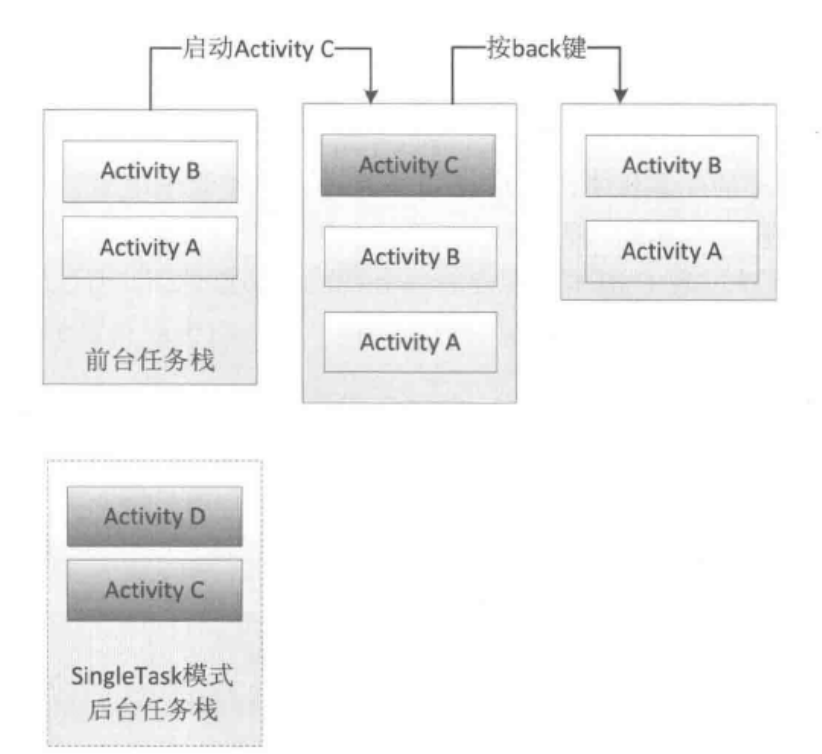 启动Activity C
按back键
Activity B
Activity A
前台任务栈
Activity C
Activity B
Activity A
Activity B
Activity A
Activity D
Activity C
SingleTask模式
后台任务栈